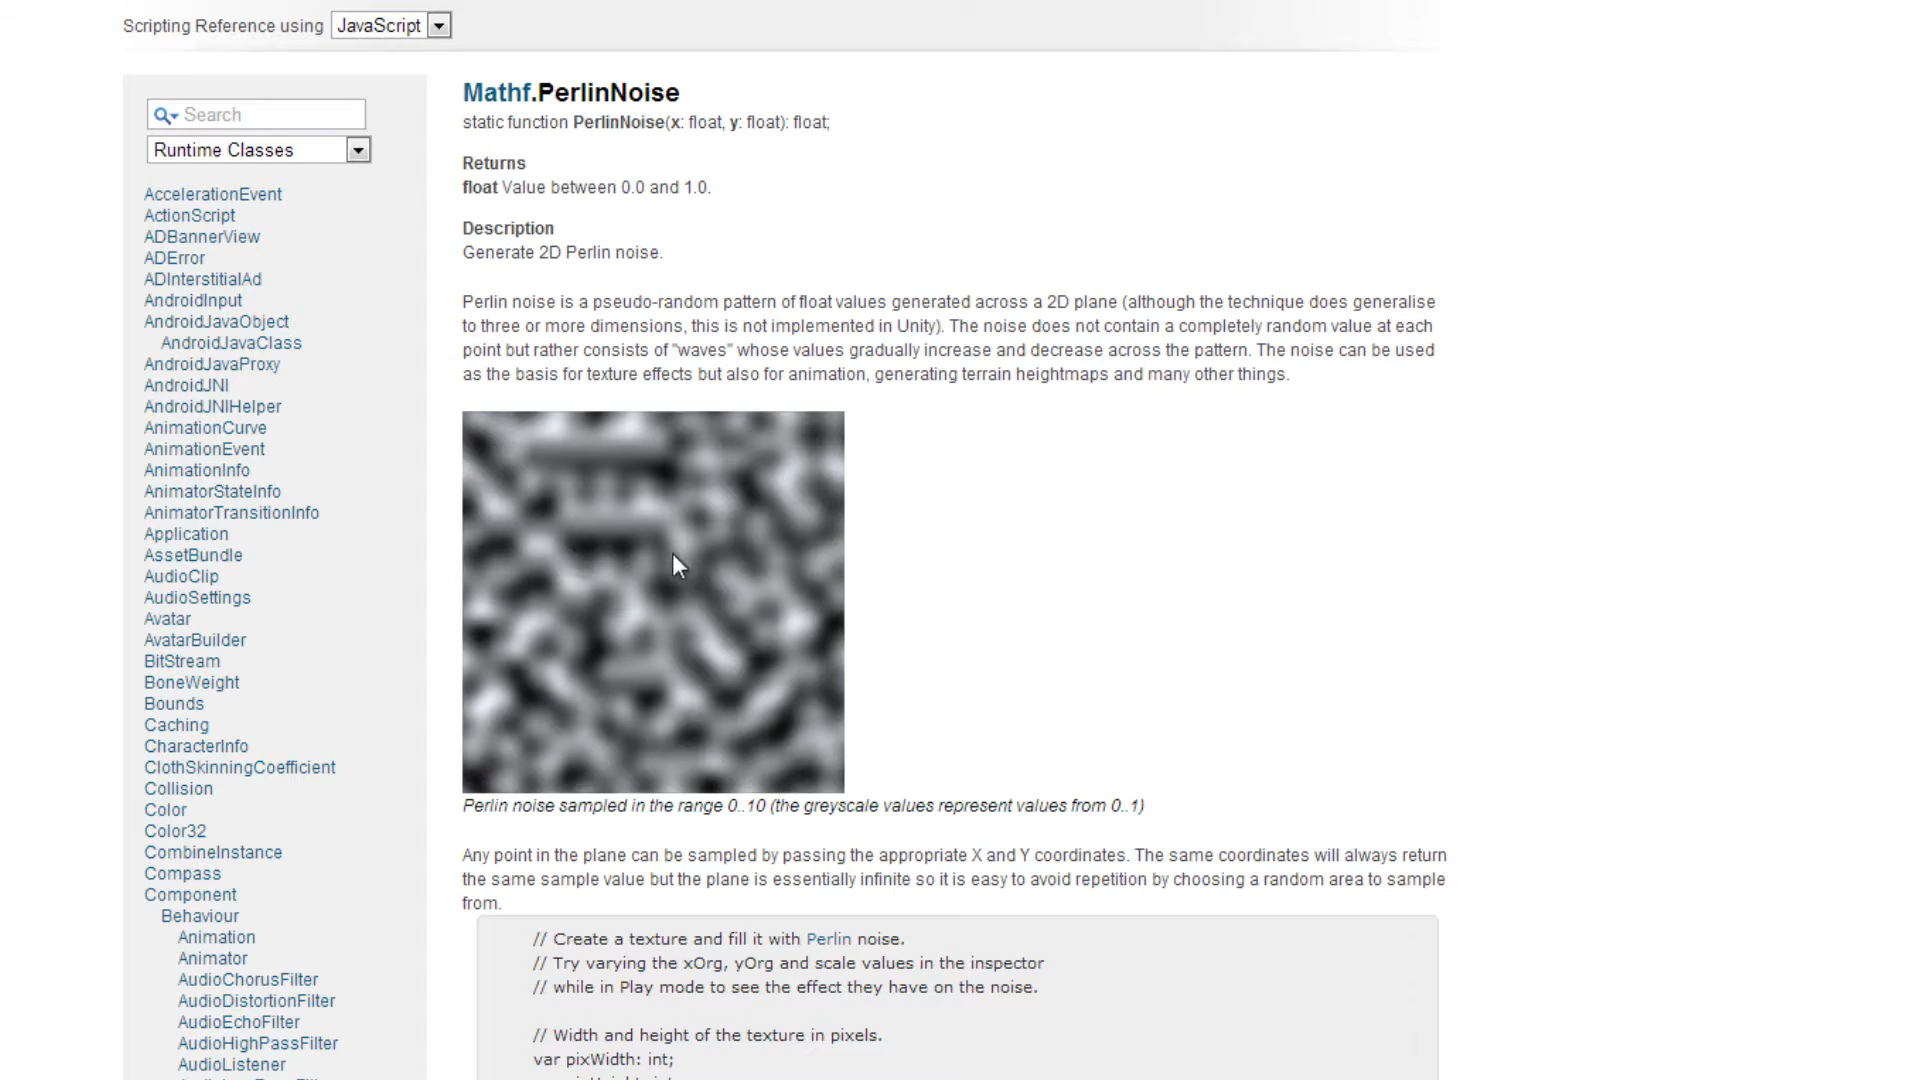 Scripting Reference using JavaScript
Search
Runtime Classes
AccelerationEvent
ActionScript
ADBannerView
ADError
ADInterstitialAd
AndroidInput
AndroidJavaObject
AndroidJavaClass
AndroidJavaProxy
AndroidJNI
AndroidJNIHelper
AnimationCurve
AnimationEvent
AnimationInfo
AnimatorStateInfo
AnimatorTransitionInfo
Application
AssetBundle
AudioClip
AudioSettings
Avatar
AvatarBuilder
BitStream
BoneWeight
Bounds
Caching
CharacterInfo
ClothSkinningCoefficient
Collision
Color
Color32
CombineInstance
Compass
Component
Behaviour
Animation
Animator
AudioChorusFilter
AudioDistortionFilter
AudioEchoFilter
AudioHighPassFilter
AudioListener
Mathf.PerlinNoise
static function PerlinNoise(x: float, y: float): float;
Returns
float Value between 0.0 and 1.0.
Description
Generate 2D Perlin noise.
Perlin noise is a pseudo-random pattern of float values generated across a 2D plane (although the technique does generalise
to three or more dimensions, this is not implemented in Unity). The noise does not contain a completely random value at each
point but rather consists of "waves" whose values gradually increase and decrease across the pattern. The noise can be used
as the basis for texture effects but also for animation, generating terrain heightmaps and many other things.
Perlin noise sampled in the range 0..10 (the greyscale values represent values from 0..1)
Any point in the plane can be sampled by passing the appropriate X and Y coordinates. The same coordinates will always return
the same sample value but the plane is essentially infinite so it is easy to avoid repetition by choosing a random area to sample
from.
// Create a texture and fill it with Perlin noise.
// Try varying the xOrg, yOrg and scale values in the inspector
// while in Play mode to see the effect they have on the noise.
// Width and height of the texture in pixels.
var pixWidth: int;